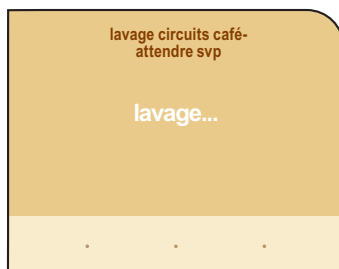 lavage circuits café-
attendre svp
lavage...